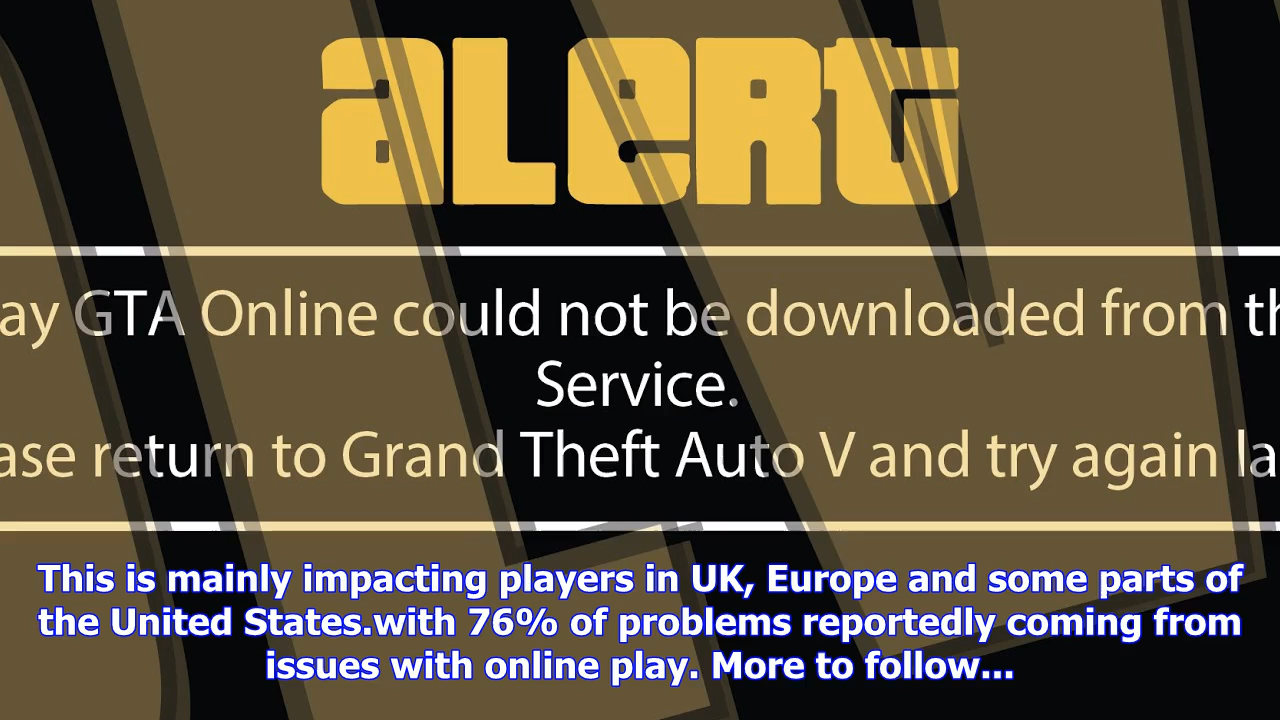 aLeRt
ay GTA Online could not be downloaded from th
Service.
ase return to Grand Theft Auto V and try again la
This is mainly impacting players in UK, Europe and some parts of
the United States.with 76% of problems reportedly coming from
issues with online play. More to follow...